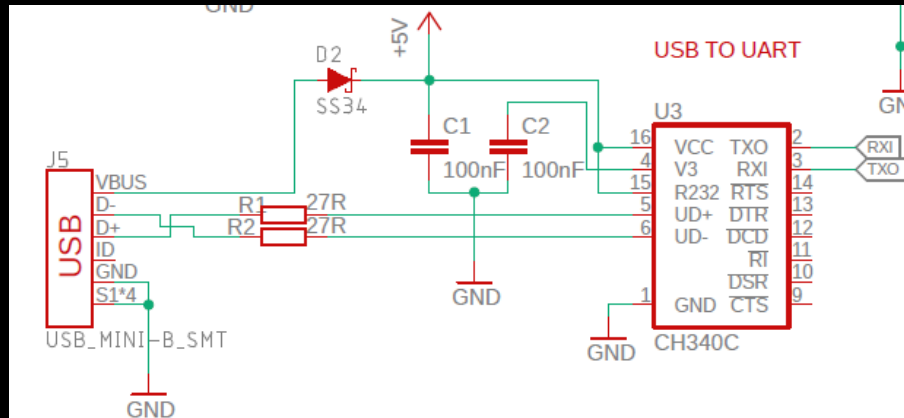 GND
+5V
D2
SS34
USB TO UART
GND
C1
100nF
C2
100nF
U3
16 VCC TXO 2
4 V3 RXI 3
15 R232 RTS 14
5 UD+ DTR 13
6 UD- DCD 12
RI 11
DSR 10
1 GND CTS 9
CH340C
RXI
TXO
J5
USB
VBUS
D-
D+
ID
GND
S1*4
USB_MINI-B_SMT
R1 27R
R2 27R
GND
GND
GND